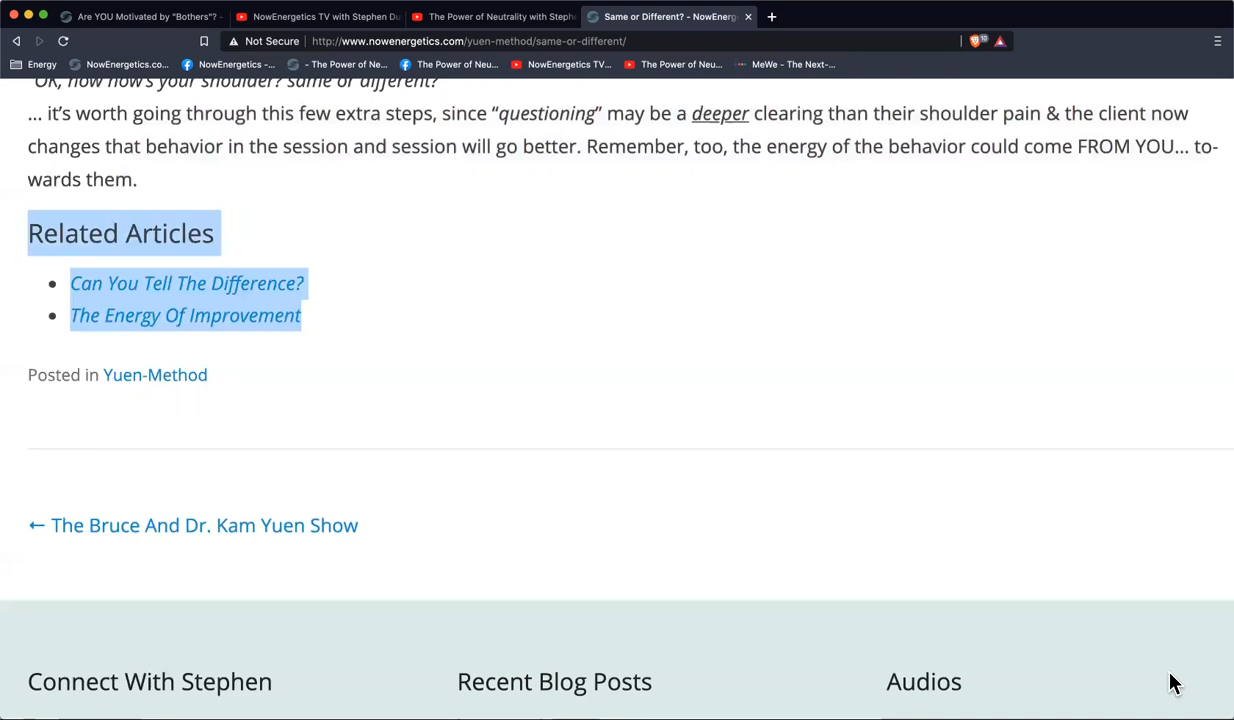 Are YOU Motivated by "Bothers"? -
NowEnergetics TV with Stephen Du
The Power of Neutrality with Steph
Same or Different? - NowEnerg
Not Secure
http://www.nowenergetics.com/yuen-method/same-or-different/
10
Energy
NowEnergetics.co...
NowEnergetics -...
- The Power of Ne...
The Power of Neu...
NowEnergetics TV...
The Power of Neu...
MeWe - The Next-...
"OK, now how's your shoulder? same or different?"
… it's worth going through this few extra steps, since "questioning" may be a deeper clearing than their shoulder pain & the client now
changes that behavior in the session and session will go better. Remember, too, the energy of the behavior could come FROM YOU… to-
wards them.
Related Articles
• Can You Tell The Difference?
• The Energy Of Improvement
Posted in Yuen-Method
← The Bruce And Dr. Kam Yuen Show
Connect With Stephen
Recent Blog Posts
Audios